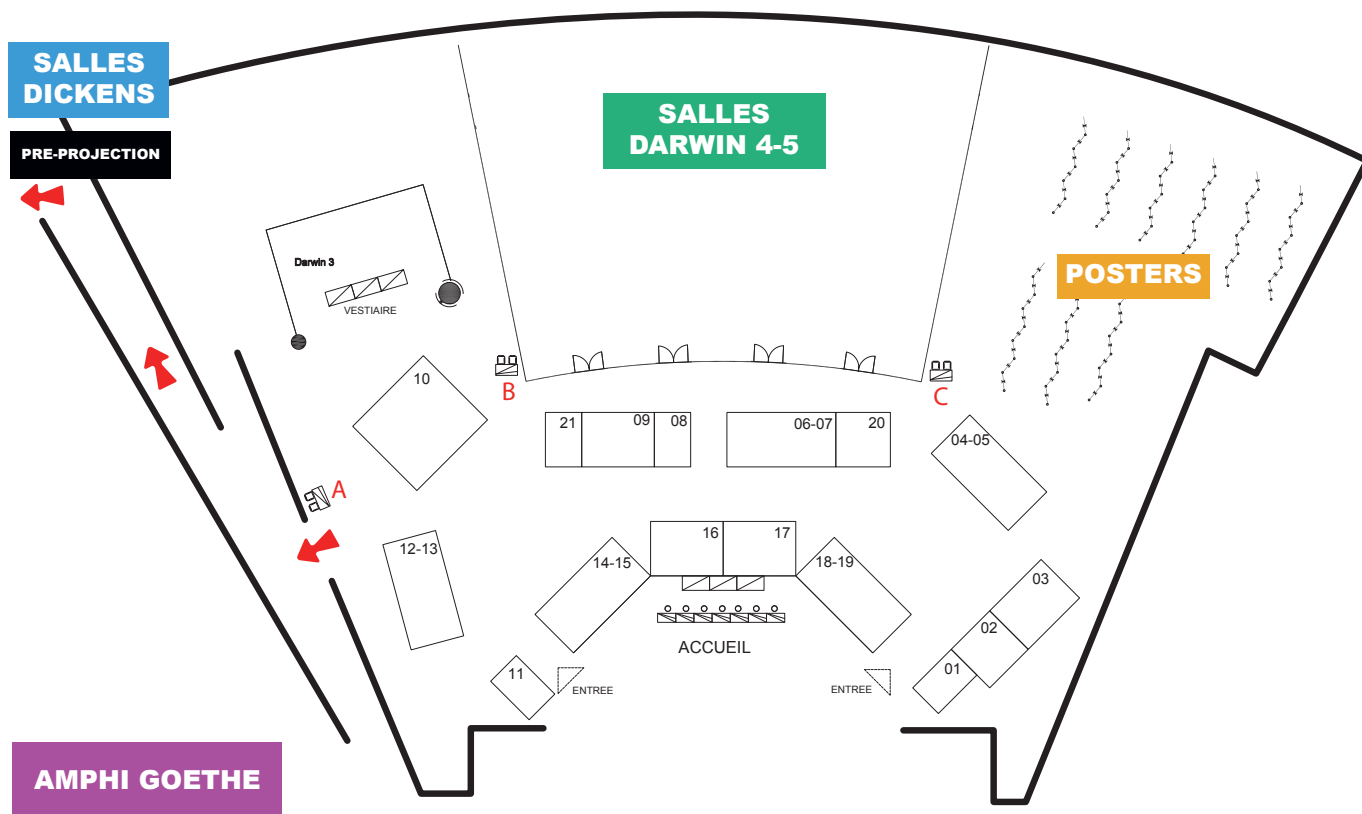 SALLES
DICKENS
PRE-PROJECTION
SALLES
DARWIN 4-5
POSTERS
Darwin 3
VESTIAIRE
10
B
C
21
09
08
06-07
20
04-05
A
12-13
14-15
16
17
18-19
03
02
01
ACCUEIL
11
ENTREE
ENTREE
AMPHI GOETHE